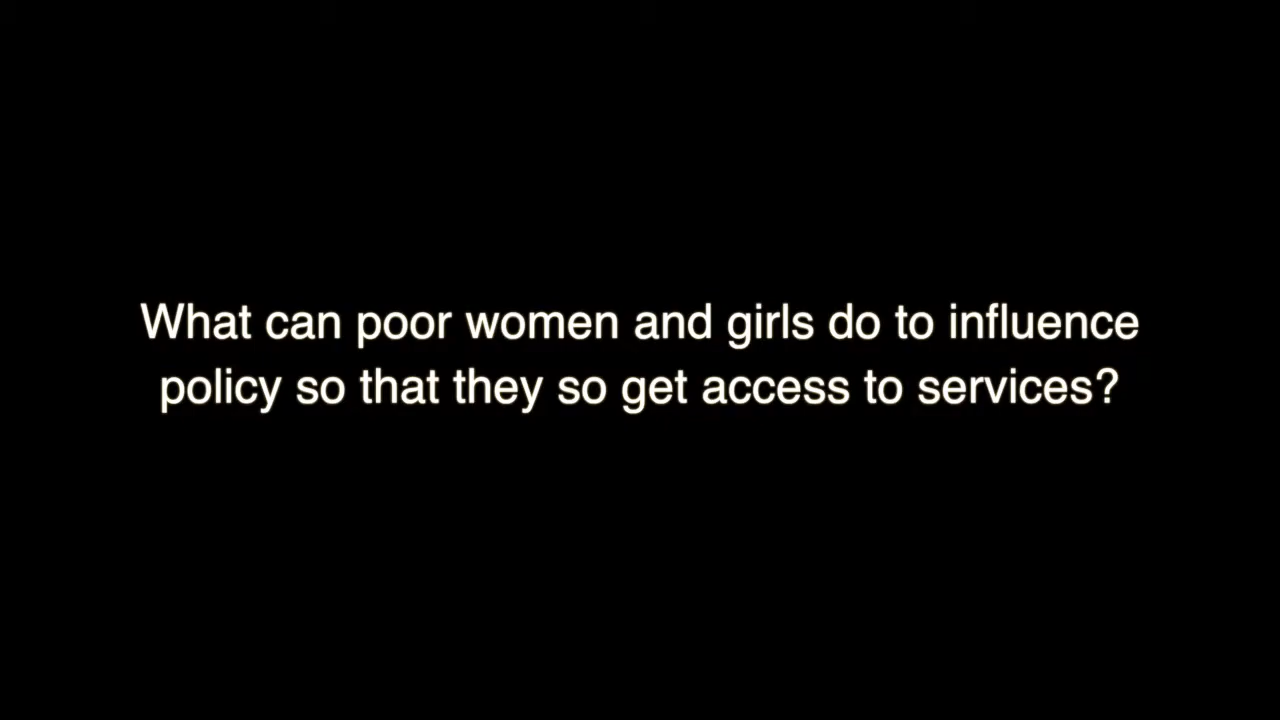 What can poor women and girls do to influence
policy so that they so get access to services?